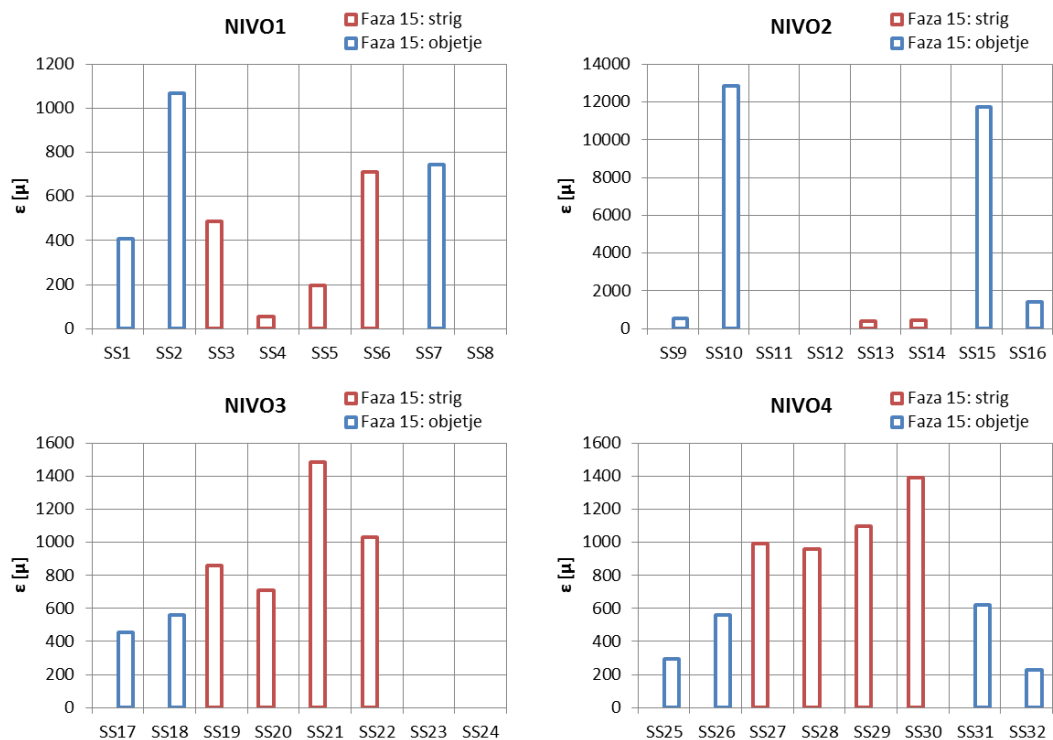 NIVO1
Faza 15: strig
Faza 15: objetje
1200
1000
800
600
400
200
0
ε [μ]
SS1 SS2 SS3 SS4 SS5 SS6 SS7 SS8
NIVO2
Faza 15: strig
Faza 15: objetje
14000
12000
10000
8000
6000
4000
2000
0
ε [μ]
SS9 SS10 SS11 SS12 SS13 SS14 SS15 SS16
NIVO3
Faza 15: strig
Faza 15: objetje
1600
1400
1200
1000
800
600
400
200
0
ε [μ]
SS17 SS18 SS19 SS20 SS21 SS22 SS23 SS24
NIVO4
Faza 15: strig
Faza 15: objetje
1600
1400
1200
1000
800
600
400
200
0
ε [μ]
SS25 SS26 SS27 SS28 SS29 SS30 SS31 SS32